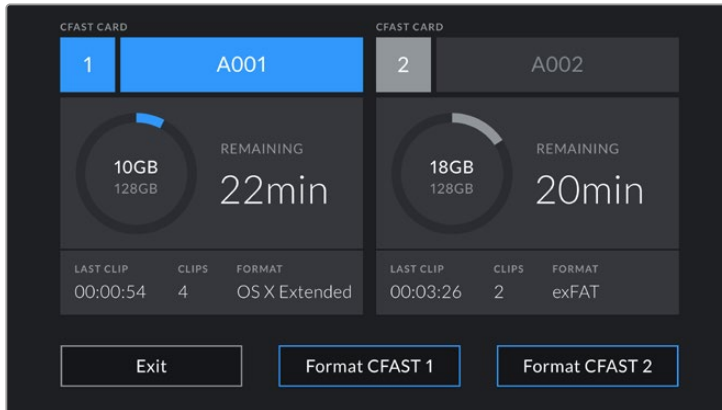 CFAST CARD
1 A001
10GB
128GB
REMAINING
22min
LAST CLIP CLIPS FORMAT
00:00:54 4 OS X Extended
CFAST CARD
2 A002
18GB
128GB
REMAINING
20min
LAST CLIP CLIPS FORMAT
00:03:26 2 exFAT
Exit Format CFAST 1 Format CFAST 2